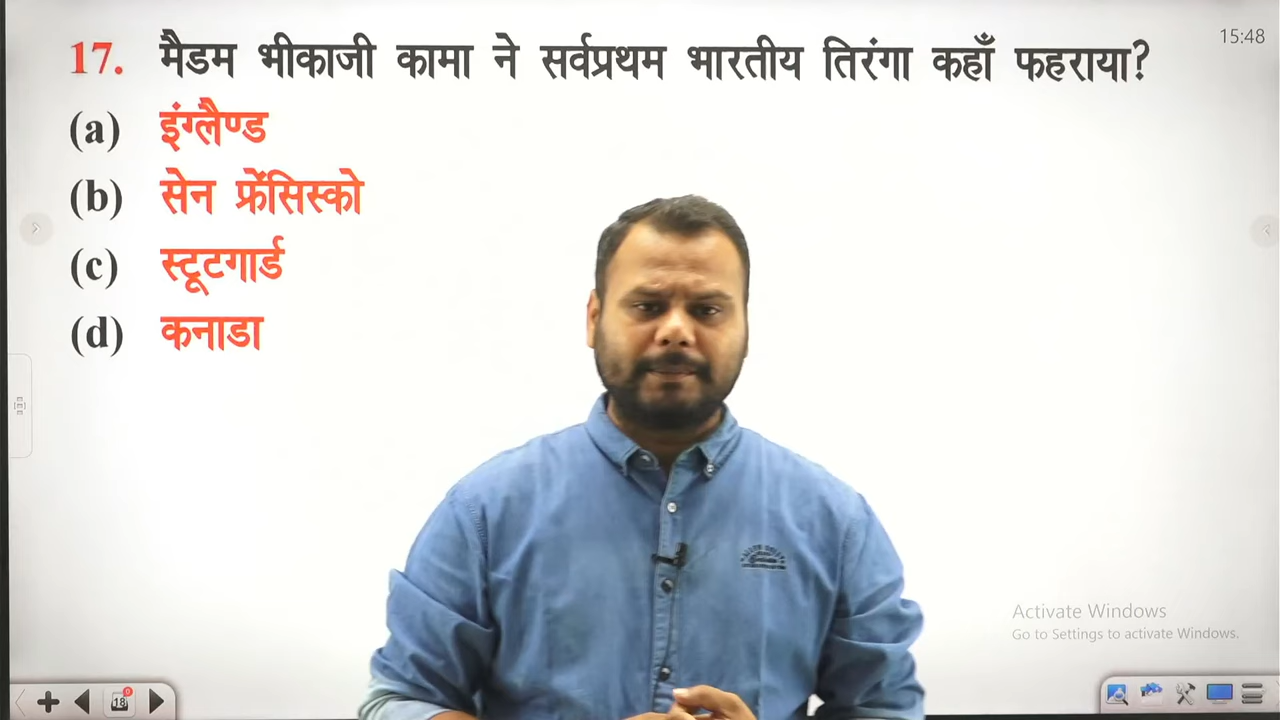 15:48
17. मैडम भीकाजी कामा ने सर्वप्रथम भारतीय तिरंगा कहाँ फहराया?
(a) इंग्लैण्ड
(b) सेन फ्रेंसिस्को
(c) स्टूटगार्ड
(d) कनाडा
Activate Windows
Go to Settings to activate Windows.
18